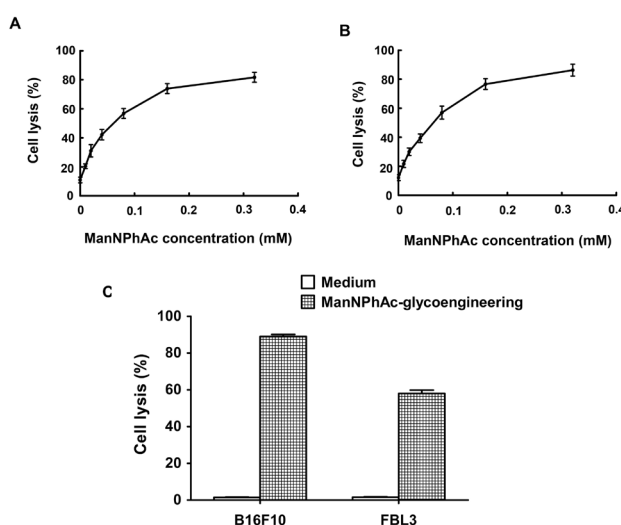 A
B
100
80
60
40
20
0
Cell lysis (%)
0
0.1
0.2
0.3
0.4
ManNPhAc concentration (mM)
100
80
60
40
20
0
Cell lysis (%)
0
0.1
0.2
0.3
0.4
ManNPhAc concentration (mM)
C
Medium
ManNPhAc-glycoengineering
100
80
60
40
20
0
Cell lysis (%)
B16F10
FBL3